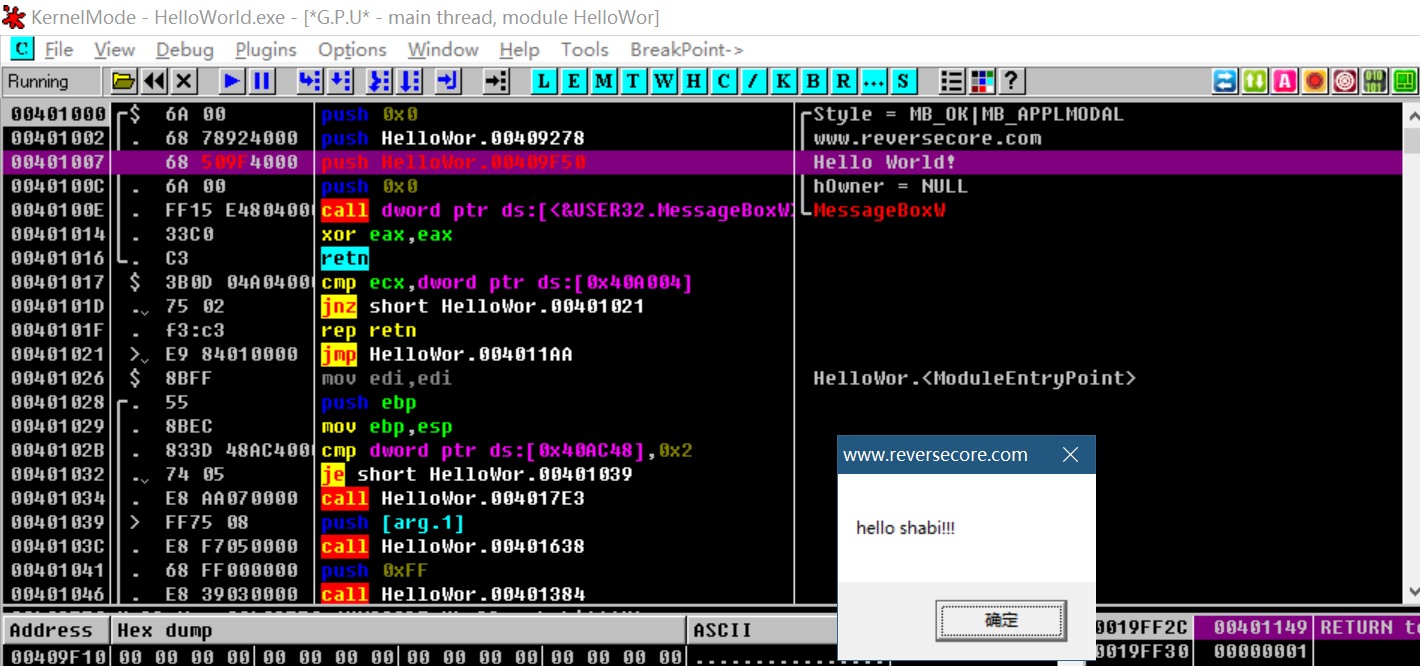 KernelMode - HelloWorld.exe - [*G.P.U* - main thread, module HelloWor]
C File View Debug Plugins Options Window Help Tools BreakPoint->
Running L E M T W H C / K B R ... S ?
00401000 $ 6A 00 push 0x0 Style = MB_OK|MB_APPLMODAL
00401002 . 68 78924000 push HelloWor.00409278 www.reversecore.com
00401007 68 509F4000 push HelloWor.00409F50 Hello World!
0040100C . 6A 00 push 0x0 hOwner = NULL
0040100E . FF15 E4804000 call dword ptr ds:[<&USER32.MessageBoxW> MessageBoxW
00401014 . 33C0 xor eax,eax
00401016 . C3 retn
00401017 $ 3B0D 04A04000 cmp ecx,dword ptr ds:[0x40A004]
0040101D . 75 02 jnz short HelloWor.00401021
0040101F . f3:c3 rep retn
00401021 > E9 84010000 jmp HelloWor.004011AA
00401026 $ 8BFF mov edi,edi HelloWor.<ModuleEntryPoint>
00401028 . 55 push ebp
00401029 . 8BEC mov ebp,esp
0040102B . 833D 48AC4000 cmp dword ptr ds:[0x40AC48],0x2
00401032 . 74 05 je short HelloWor.00401039
00401034 . E8 AA070000 call HelloWor.004017E3
00401039 > FF75 08 push [arg.1]
0040103C . E8 F7050000 call HelloWor.00401638
00401041 . 68 FF000000 push 0xFF
00401046 . E8 39030000 call HelloWor.00401384
www.reversecore.com
hello shabi!!!
确定
Address Hex dump ASCII 0019FF2C 00401149 RETURN to
00409F10 00 00 00 00 00 00 00 00 00 00 00 00 00 00 00 00 ................ 0019FF30 00000001